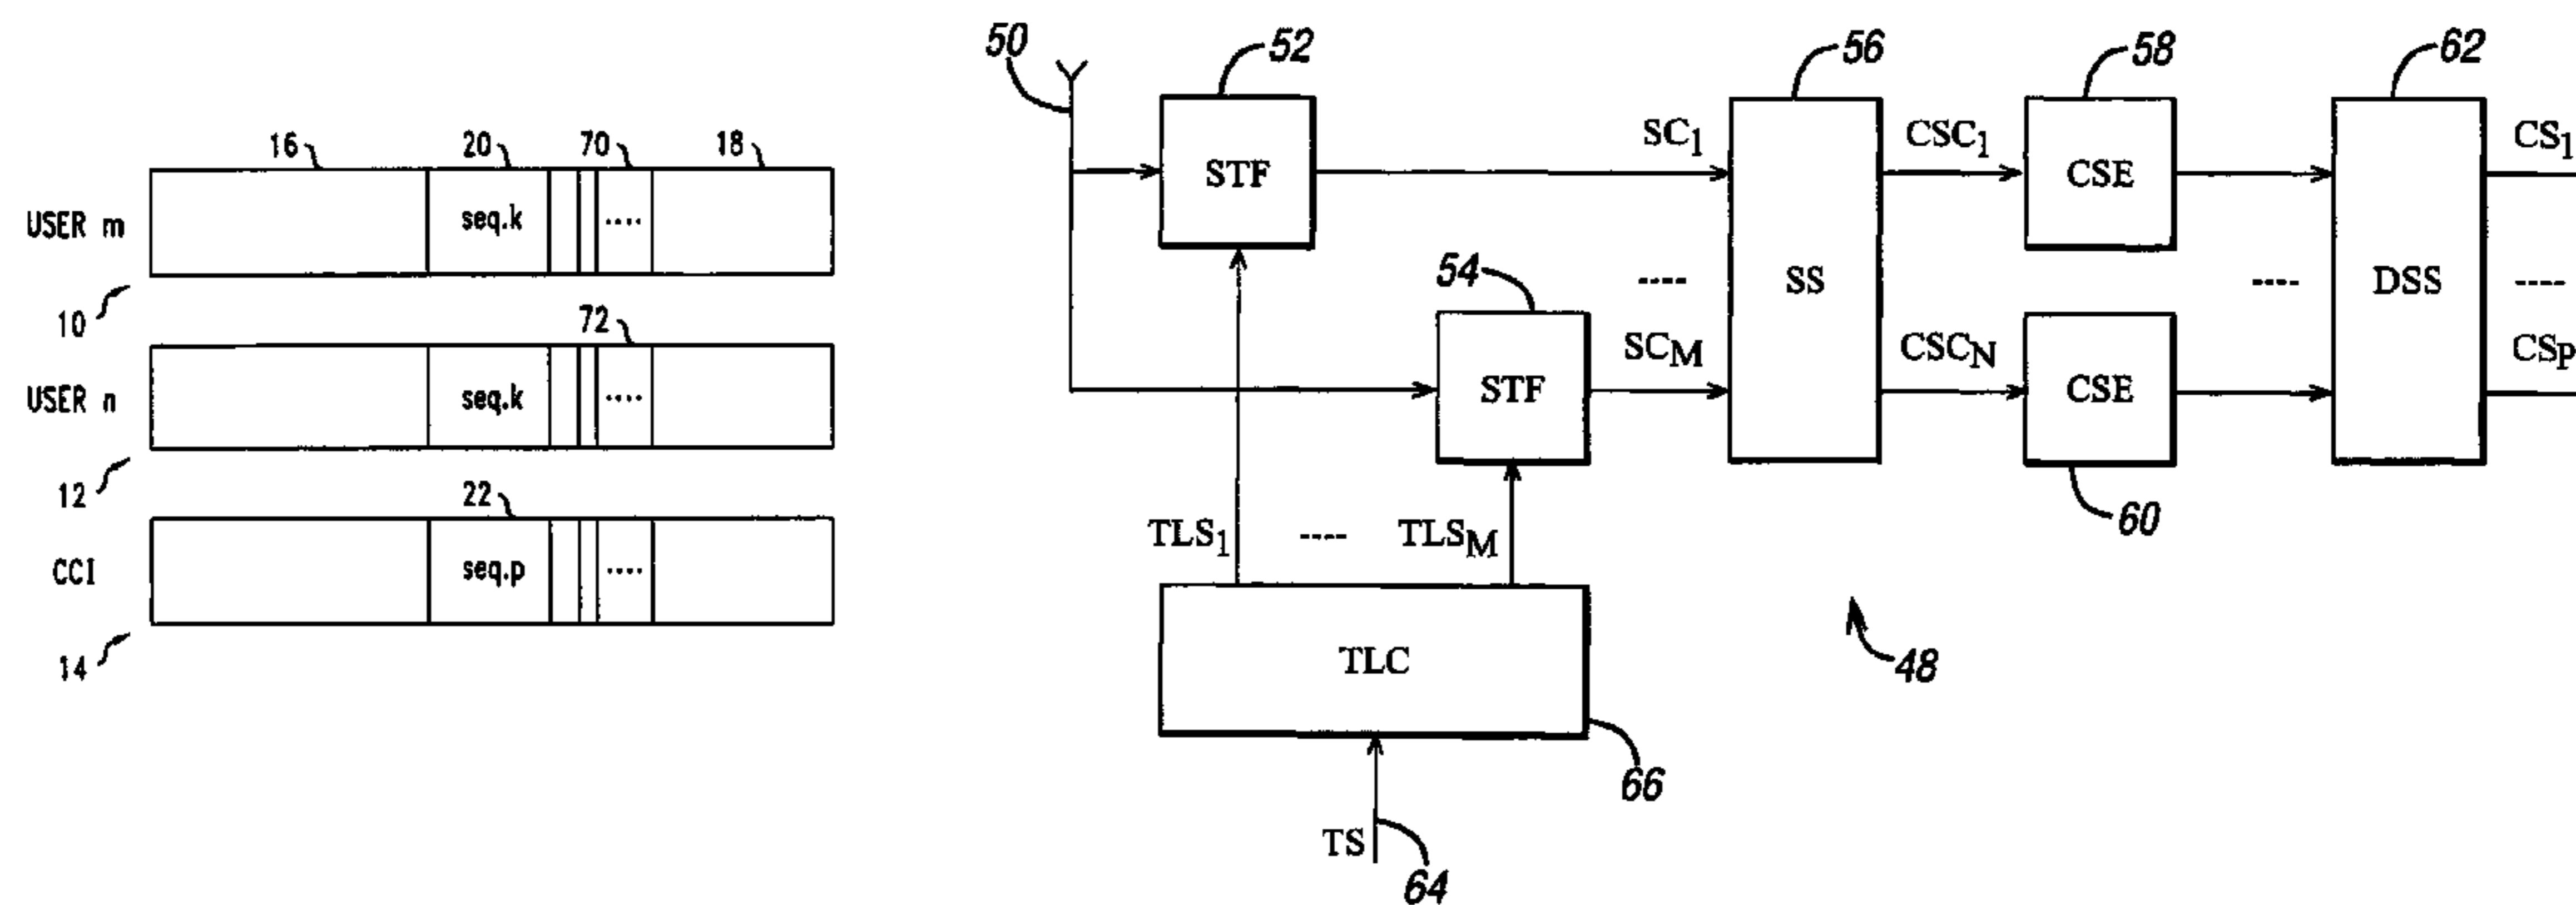 16 20 70 18
USER m seq.k ....
10
72
USER n seq.k ....
12
22
CCI seq.p ....
14
50 52 56 58 62
STF SC1 SS CSC1 CSE DSS CS1
54 ---- ---- ----
STF SCM CSCN CSE CSP
60
TLS1 ---- TLSM
TLC 48
66
TS
64